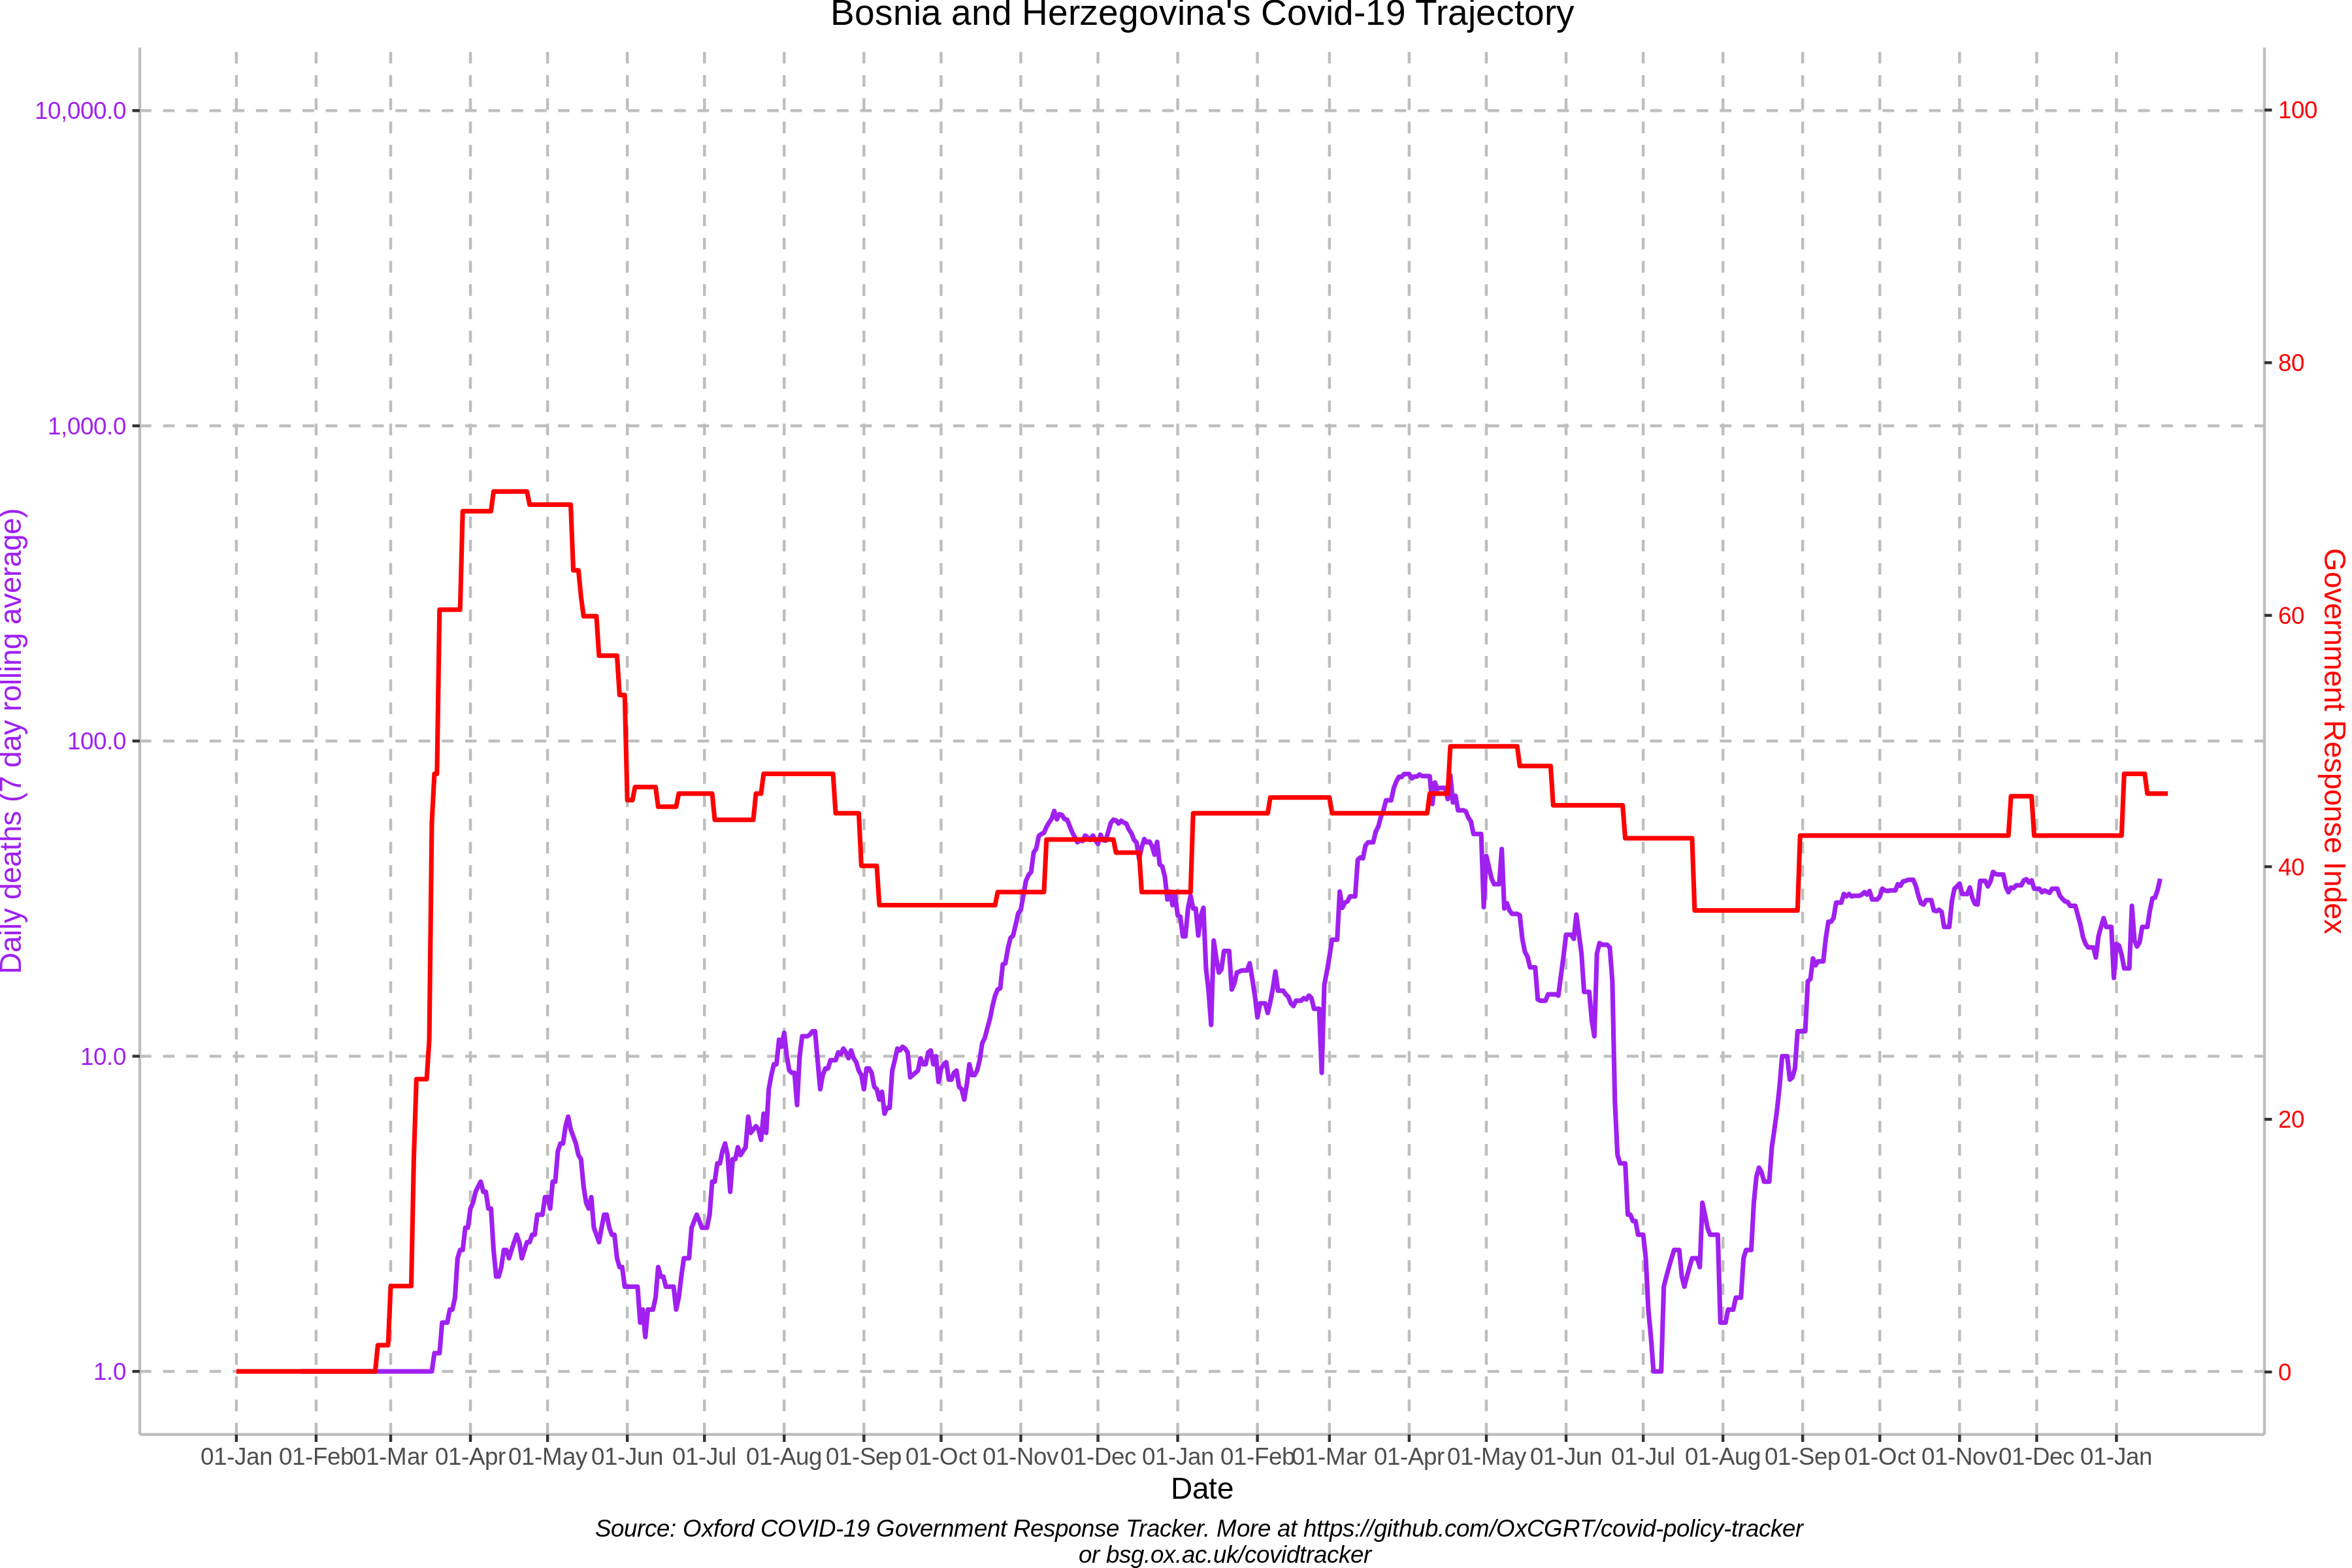 Bosnia and Herzegovina's Covid-19 Trajectory
10,000.0
1,000.0
100.0
10.0
1.0
Daily deaths (7 day rolling average)
100
80
60
40
20
0
Government Response Index
01-Jan 01-Feb 01-Mar 01-Apr 01-May 01-Jun 01-Jul 01-Aug 01-Sep 01-Oct 01-Nov 01-Dec 01-Jan 01-Feb 01-Mar 01-Apr 01-May 01-Jun 01-Jul 01-Aug 01-Sep 01-Oct 01-Nov 01-Dec 01-Jan
Date
Source: Oxford COVID-19 Government Response Tracker. More at https://github.com/OxCGRT/covid-policy-tracker
or bsg.ox.ac.uk/covidtracker